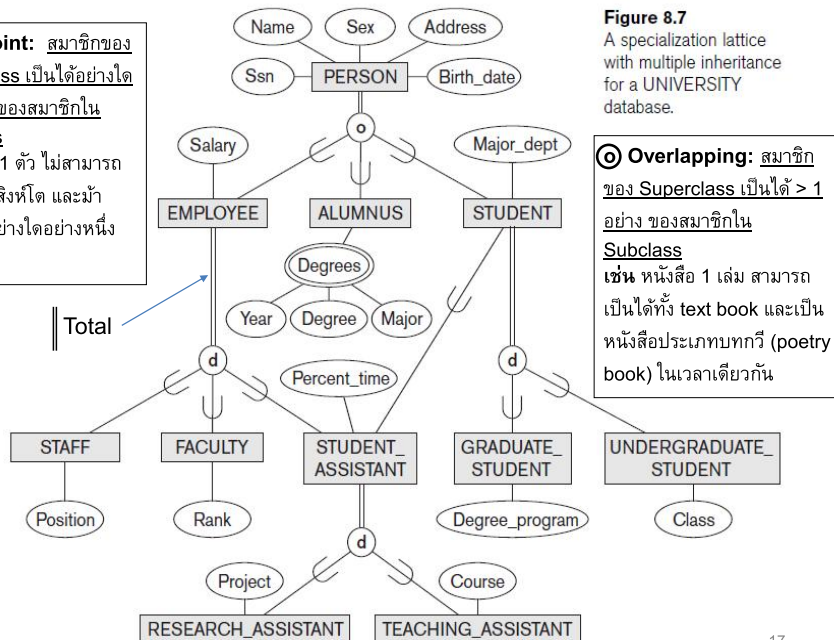 Figure 8.7
A specialization lattice
with multiple inheritance
for a UNIVERSITY
database.
Name
Sex
Address
Ssn
PERSON
Birth_date
oint: สมาชิกของ
ss เป็นได้อย่างใด
ของสมาชิกใน
s
1 ตัว ไม่สามารถ
สิงห์โต และม้า
ย่างใดอย่างหนึ่ง
o
Salary
Major_dept
o Overlapping: สมาชิก
ของ Superclass เป็นได้ > 1
อย่าง ของสมาชิกใน
Subclass
เช่น หนังสือ 1 เล่ม สามารถ
เป็นได้ทั้ง text book และเป็น
หนังสือประเภทบทกวี (poetry
book) ในเวลาเดียวกัน
EMPLOYEE
ALUMNUS
STUDENT
Degrees
Year
Degree
Major
Total
d
d
Percent_time
STAFF
FACULTY
STUDENT_
ASSISTANT
GRADUATE_
STUDENT
UNDERGRADUATE_
STUDENT
Position
Rank
Degree_program
Class
d
Project
Course
RESEARCH_ASSISTANT
TEACHING_ASSISTANT
17